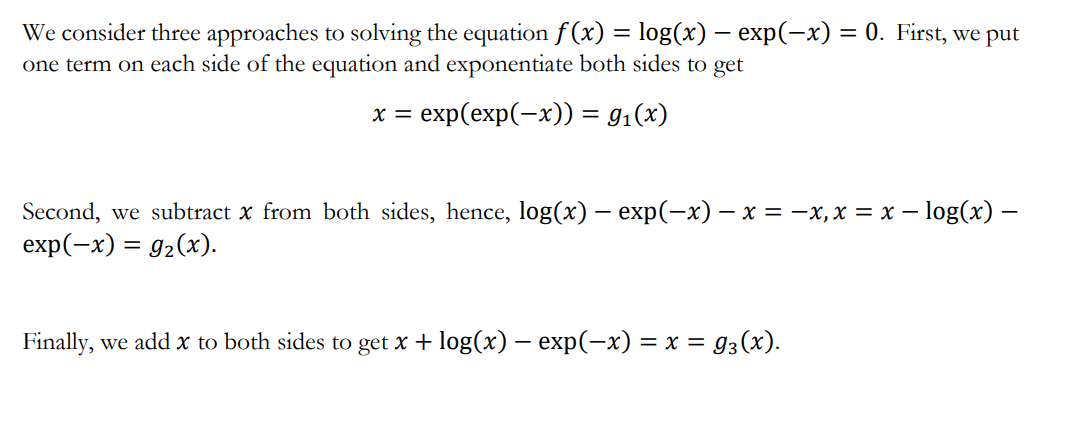 We consider three approaches to solving the equation f(x) = log(x) − exp(−x) = 0. First, we put
one term on each side of the equation and exponentiate both sides to get
x = exp(exp(−x)) = g₁(x)
Second, we subtract x from both sides, hence, log(x) − exp(−x) − x = −x, x = x − log(x) −
exp(−x) = g₂(x).
Finally, we add x to both sides to get x + log(x) − exp(−x) = x = g₃(x).